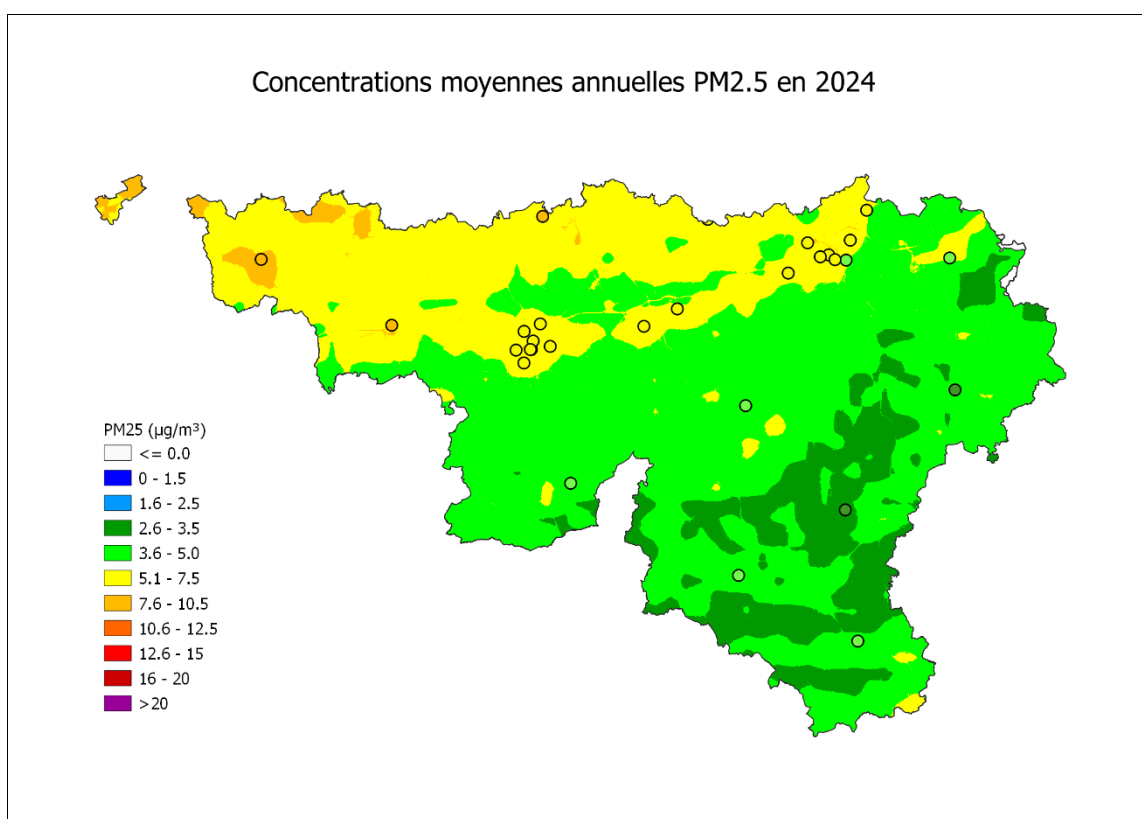 Concentrations moyennes annuelles PM2.5 en 2024
PM25 (µg/m³)
<= 0.0
0 - 1.5
1.6 - 2.5
2.6 - 3.5
3.6 - 5.0
5.1 - 7.5
7.6 - 10.5
10.6 - 12.5
12.6 - 15
16 - 20
>20